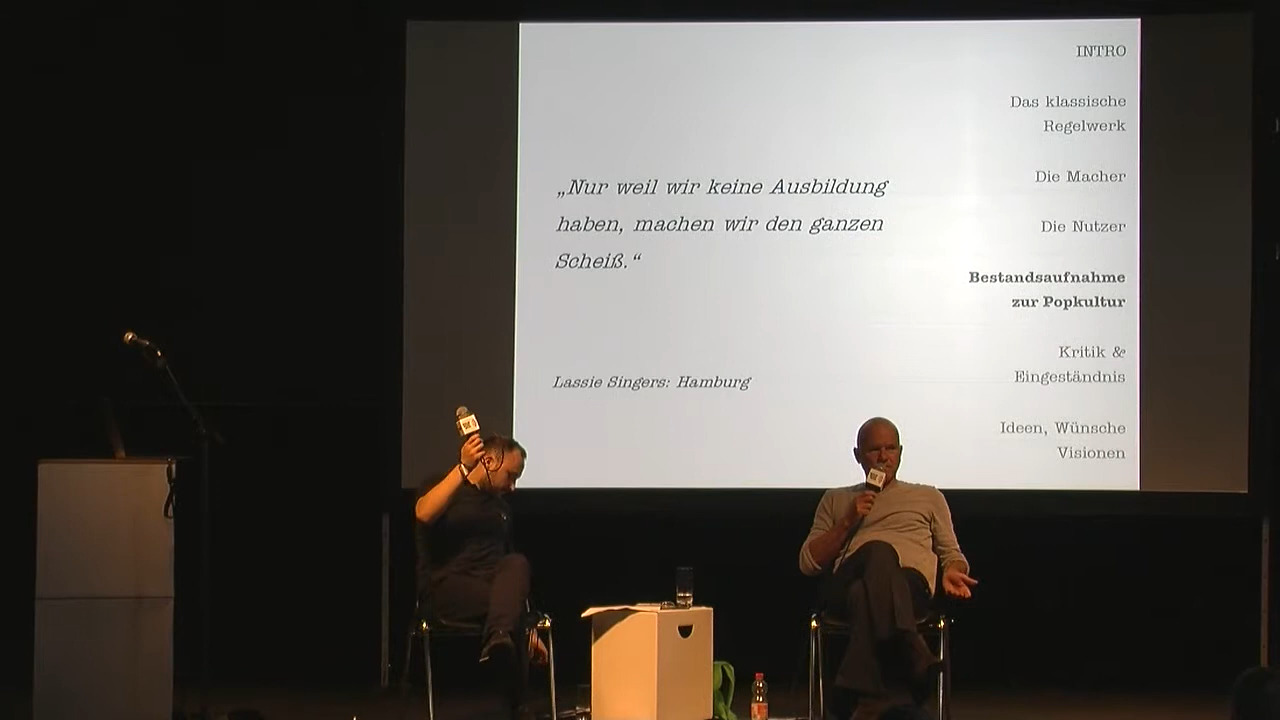 „Nur weil wir keine Ausbildung
haben, machen wir den ganzen
Scheiß.“
Lassie Singers: Hamburg
INTRO
Das klassische
Regelwerk
Die Macher
Die Nutzer
Bestandsaufnahme
zur Popkultur
Kritik &
Eingeständnis
Ideen, Wünsche
Visionen